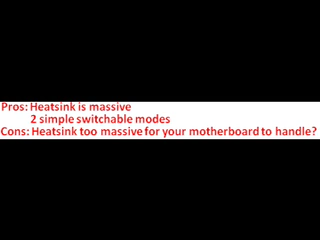 Pros: Heatsink is massive
2 simple switchable modes
Cons: Heatsink too massive for your motherboard to handle?